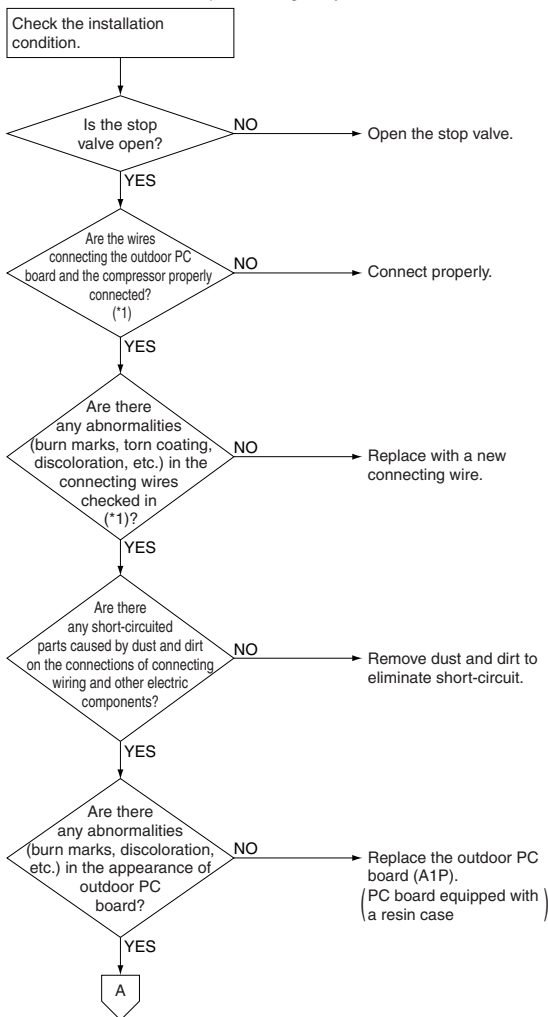 Check the installation
condition.
Is the stop
valve open?
NO
Open the stop valve.
YES
Are the wires
connecting the outdoor PC
board and the compressor properly
connected?
(*1)
NO
Connect properly.
YES
Are there
any abnormalities
(burn marks, torn coating,
discoloration, etc.) in the
connecting wires
checked in
(*1)?
NO
Replace with a new
connecting wire.
YES
Are there
any short-circuited
parts caused by dust and dirt
on the connections of connecting
wiring and other electric
components?
NO
Remove dust and dirt to
eliminate short-circuit.
YES
Are there
any abnormalities
(burn marks, discoloration,
etc.) in the appearance of
outdoor PC
board?
NO
Replace the outdoor PC
board (A1P).
(PC board equipped with
a resin case)
YES
A